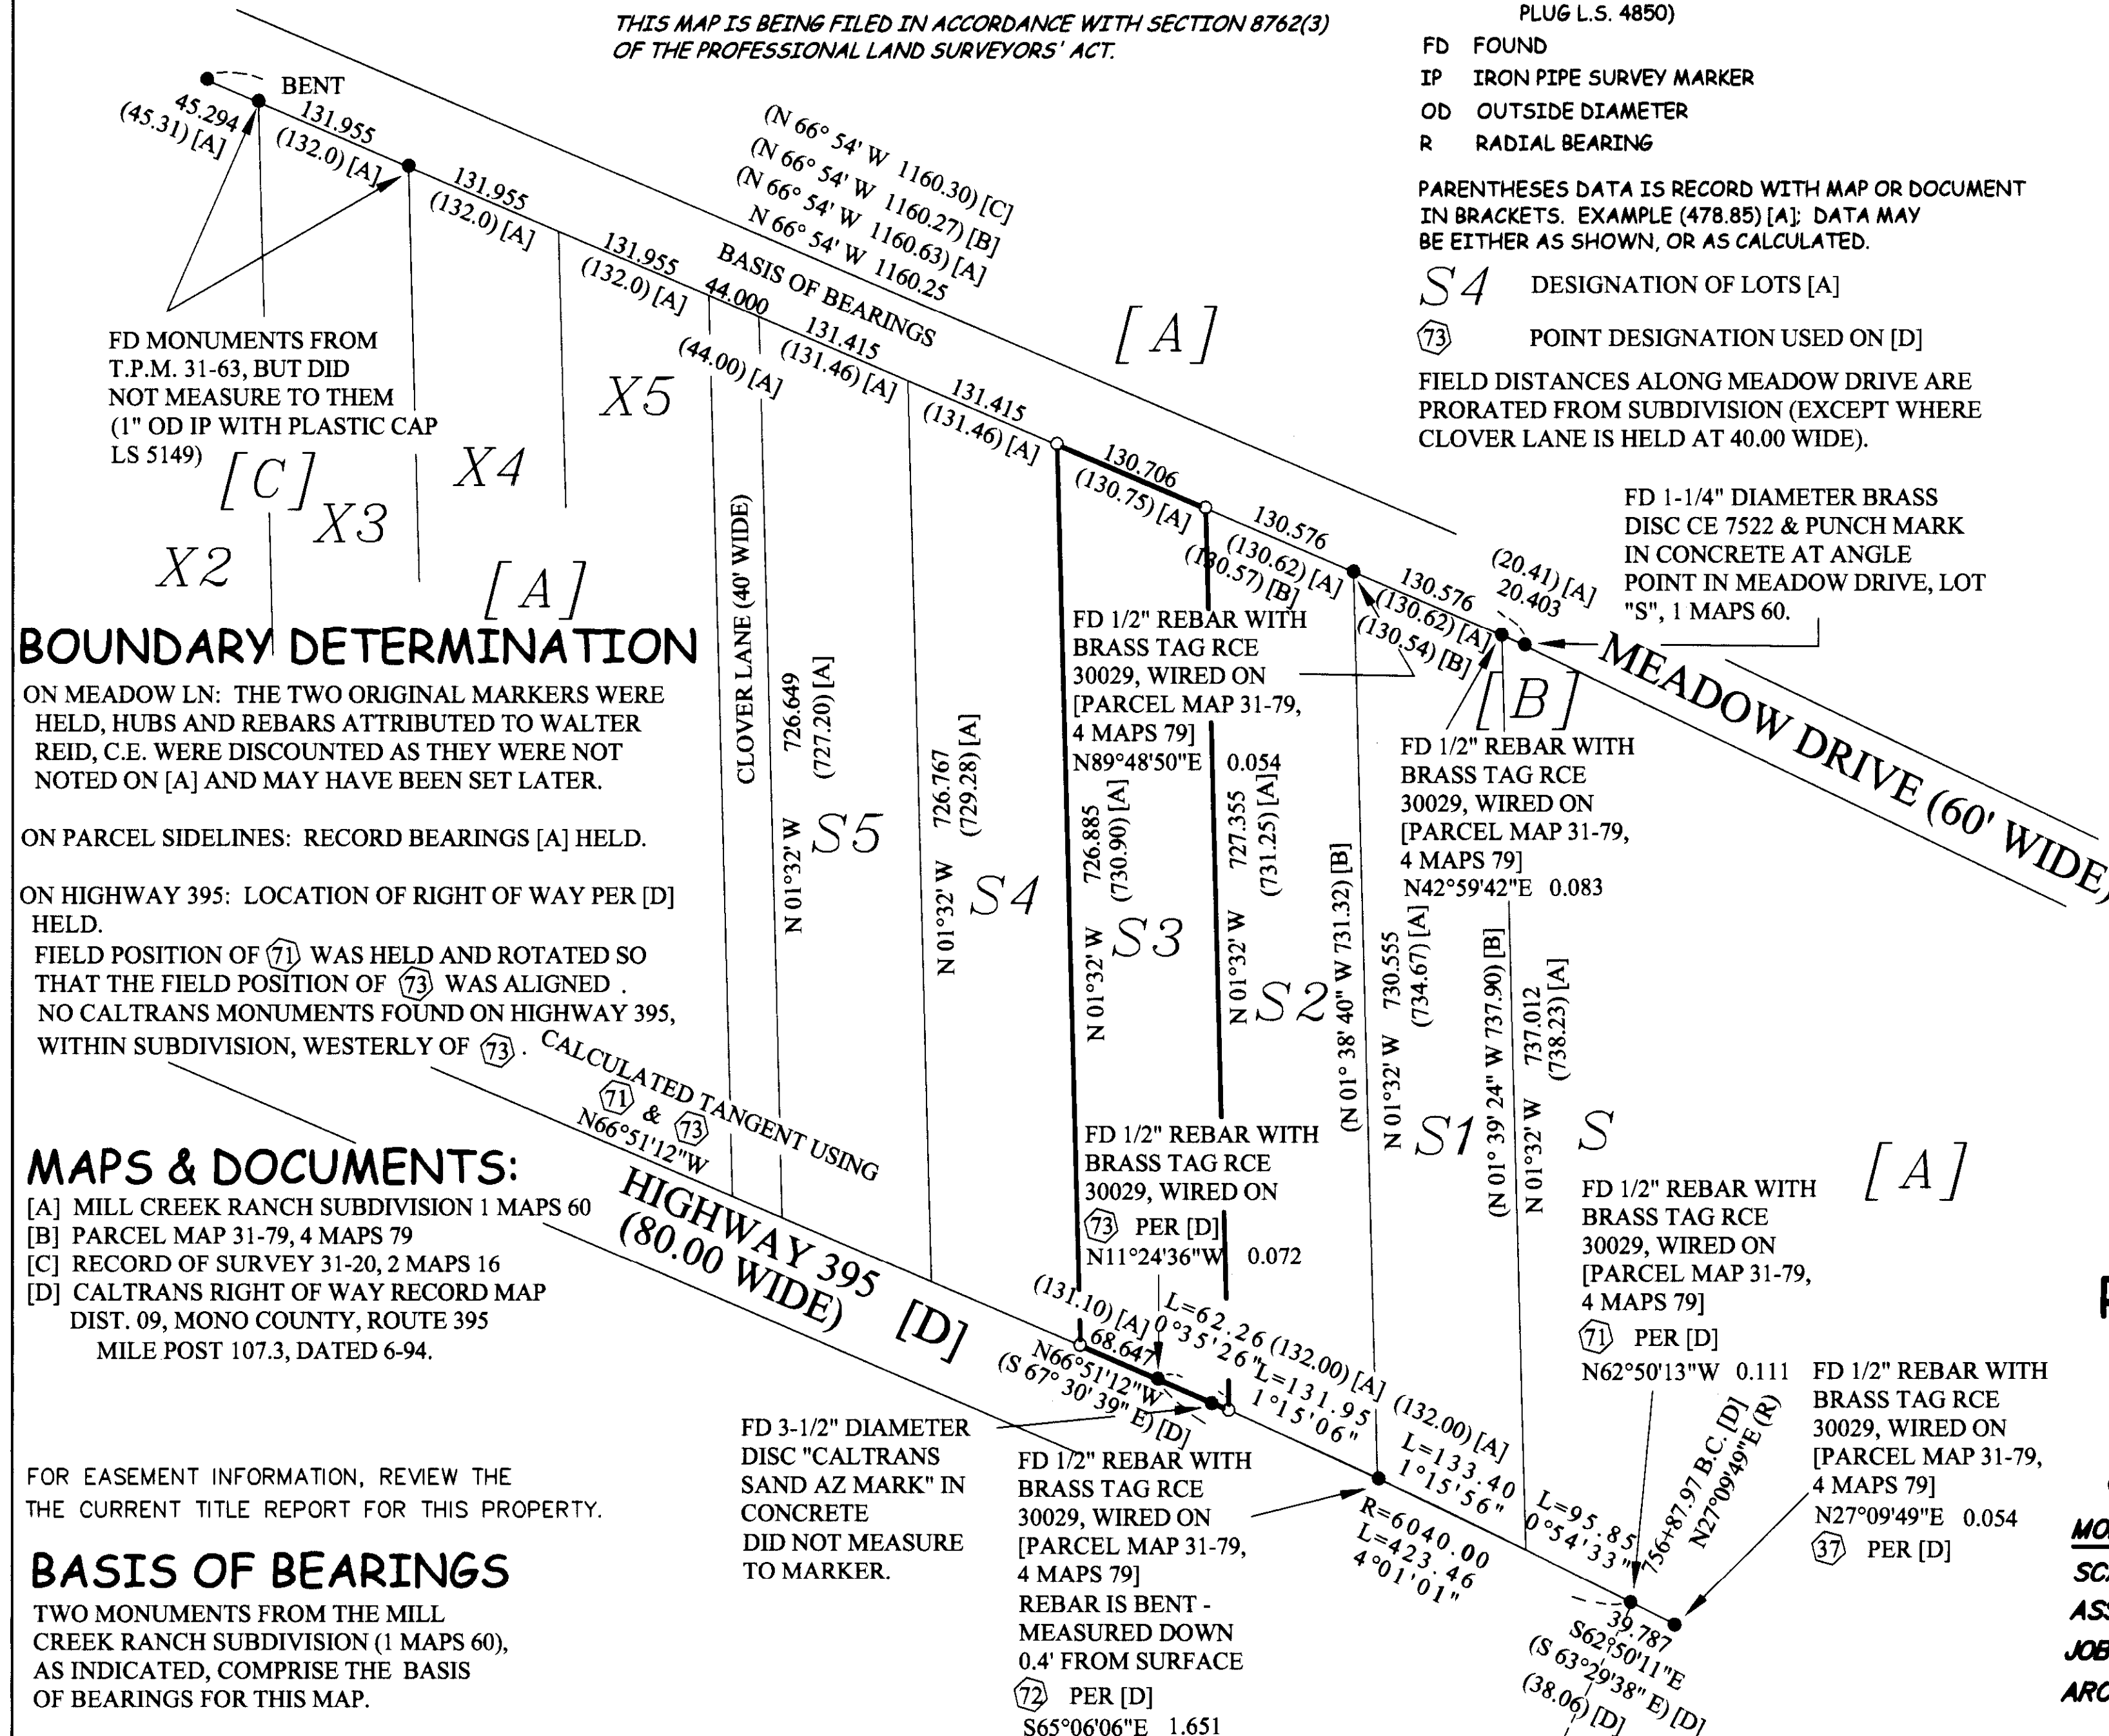 THIS MAP IS BEING FILED IN ACCORDANCE WITH SECTION 8762(3)
OF THE PROFESSIONAL LAND SURVEYORS' ACT.
PLUG L.S. 4850)
FD FOUND
IP IRON PIPE SURVEY MARKER
OD OUTSIDE DIAMETER
R RADIAL BEARING
PARENTHESES DATA IS RECORD WITH MAP OR DOCUMENT
IN BRACKETS. EXAMPLE (478.85) [A]; DATA MAY
BE EITHER AS SHOWN, OR AS CALCULATED.
S4 DESIGNATION OF LOTS [A]
73 POINT DESIGNATION USED ON [D]
FIELD DISTANCES ALONG MEADOW DRIVE ARE
PRORATED FROM SUBDIVISION (EXCEPT WHERE
CLOVER LANE IS HELD AT 40.00 WIDE).
BENT
45.294
(45.31) [A]
131.955
(132.0) [A]
131.955
(132.0) [A]
131.955
(132.0) [A]
44.000
(44.00) [A]
131.415
(131.46) [A]
131.415
(131.46) [A]
130.706
(130.75) [A]
130.576
(130.62) [A]
(130.57) [B]
130.576
(130.62) [A]
(130.54) [B]
(20.41) [A]
20.403
(N 66° 54' W 1160.30) [C]
(N 66° 54' W 1160.27) [B]
(N 66° 54' W 1160.63) [A]
N 66° 54' W 1160.25
BASIS OF BEARINGS
[A]
FD MONUMENTS FROM
T.P.M. 31-63, BUT DID
NOT MEASURE TO THEM
(1" OD IP WITH PLASTIC CAP
LS 5149)
[C]
X2
X3
X4
X5
[A]
FD 1-1/4" DIAMETER BRASS
DISC CE 7522 & PUNCH MARK
IN CONCRETE AT ANGLE
POINT IN MEADOW DRIVE, LOT
"S", 1 MAPS 60.
MEADOW DRIVE (60' WIDE)
[B]
BOUNDARY DETERMINATION
ON MEADOW LN: THE TWO ORIGINAL MARKERS WERE
HELD, HUBS AND REBARS ATTRIBUTED TO WALTER
REID, C.E. WERE DISCOUNTED AS THEY WERE NOT
NOTED ON [A] AND MAY HAVE BEEN SET LATER.
ON PARCEL SIDELINES: RECORD BEARINGS [A] HELD.
ON HIGHWAY 395: LOCATION OF RIGHT OF WAY PER [D]
HELD.
FIELD POSITION OF 71 WAS HELD AND ROTATED SO
THAT THE FIELD POSITION OF 73 WAS ALIGNED .
NO CALTRANS MONUMENTS FOUND ON HIGHWAY 395,
WITHIN SUBDIVISION, WESTERLY OF 73 .
CLOVER LANE (40' WIDE)
N 01°32' W 726.649
(727.20) [A]
S5
N 01°32' W 726.767
(729.28) [A]
S4
FD 1/2" REBAR WITH
BRASS TAG RCE
30029, WIRED ON
[PARCEL MAP 31-79,
4 MAPS 79]
N89°48'50"E 0.054
N 01°32' W 726.885
(730.90) [A]
S3
N 01°32' W 727.355
(731.25) [A]
S2
(N 01° 38' 40" W 731.32) [B]
N 01°32' W 730.555
(734.67) [A]
S1
FD 1/2" REBAR WITH
BRASS TAG RCE
30029, WIRED ON
[PARCEL MAP 31-79,
4 MAPS 79]
N42°59'42"E 0.083
(N 01° 39' 24" W 737.90) [B]
N 01°32' W 737.012
(738.23) [A]
S
[A]
CALCULATED TANGENT USING
71 & 73
N66°51'12"W
HIGHWAY 395 [D]
(80.00 WIDE)
MAPS & DOCUMENTS:
[A] MILL CREEK RANCH SUBDIVISION 1 MAPS 60
[B] PARCEL MAP 31-79, 4 MAPS 79
[C] RECORD OF SURVEY 31-20, 2 MAPS 16
[D] CALTRANS RIGHT OF WAY RECORD MAP
DIST. 09, MONO COUNTY, ROUTE 395
MILE POST 107.3, DATED 6-94.
FD 1/2" REBAR WITH
BRASS TAG RCE
30029, WIRED ON
73 PER [D]
N11°24'36"W 0.072
(131.10) [A]
68.647
N66°51'12"W
(S 67° 30' 39" E) [D]
L=62.26 (132.00) [A]
0°35'26"
L=131.95 (132.00) [A]
1°15'06"
L=133.40
1°15'56"
L=95.85
0°54'33"
R=6040.00
L=423.46
4°01'01"
756+87.97 B.C. [D]
N27°09'49"E (R)
39.787
S62°50'11"E
(S 63°29'38" E) [D]
(38.06) [D]
FD 1/2" REBAR WITH
BRASS TAG RCE
30029, WIRED ON
[PARCEL MAP 31-79,
4 MAPS 79]
71 PER [D]
N62°50'13"W 0.111
FD 1/2" REBAR WITH
BRASS TAG RCE
30029, WIRED ON
[PARCEL MAP 31-79,
4 MAPS 79]
N27°09'49"E 0.054
37 PER [D]
FD 3-1/2" DIAMETER
DISC "CALTRANS
SAND AZ MARK" IN
CONCRETE
DID NOT MEASURE
TO MARKER.
FD 1/2" REBAR WITH
BRASS TAG RCE
30029, WIRED ON
[PARCEL MAP 31-79,
4 MAPS 79]
REBAR IS BENT -
MEASURED DOWN
0.4' FROM SURFACE
72 PER [D]
S65°06'06"E 1.651
FOR EASEMENT INFORMATION, REVIEW THE
THE CURRENT TITLE REPORT FOR THIS PROPERTY.
BASIS OF BEARINGS
TWO MONUMENTS FROM THE MILL
CREEK RANCH SUBDIVISION (1 MAPS 60),
AS INDICATED, COMPRISE THE BASIS
OF BEARINGS FOR THIS MAP.
JOB